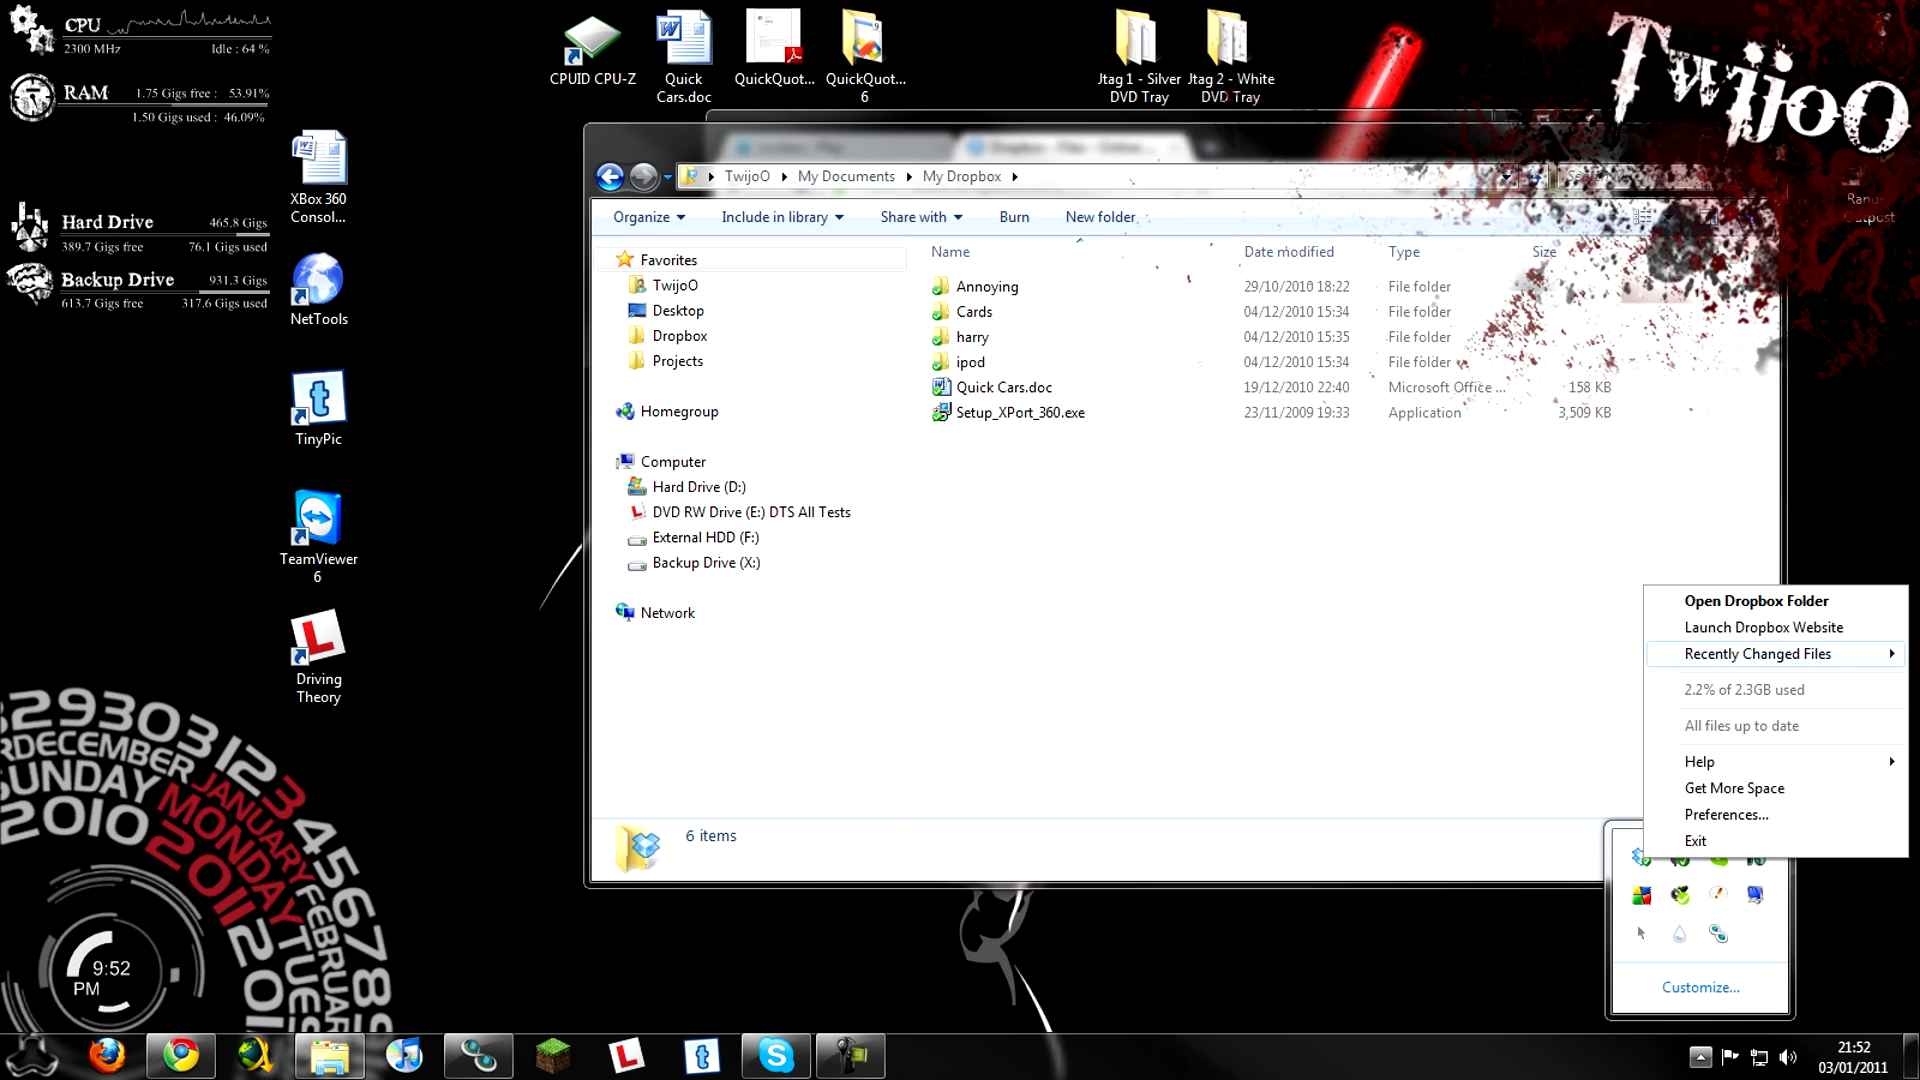 CPU
2300 MHz Idle : 64 %
RAM 1.75 Gigs free : 53.91%
1.50 Gigs used : 46.09%
Hard Drive 465.8 Gigs
389.7 Gigs free 76.1 Gigs used
Backup Drive 931.3 Gigs
613.7 Gigs free 317.6 Gigs used
CPUID CPU-Z
Quick
Cars.doc
QuickQuot...
QuickQuot...
6
Jtag 1 - Silver
DVD Tray
Jtag 2 - White
DVD Tray
TwijoO
XBox 360
Consol...
NetTools
TinyPic
TeamViewer
6
Driving
Theory
Dropbox - Files - Online ...
TwijoO My Documents My Dropbox
Organize Include in library Share with Burn New folder
Name Date modified Type Size
Favorites
TwijoO
Desktop
Dropbox
Projects
Homegroup
Computer
Hard Drive (D:)
DVD RW Drive (E:) DTS All Tests
External HDD (F:)
Backup Drive (X:)
Network
Annoying 29/10/2010 18:22 File folder
Cards 04/12/2010 15:34 File folder
harry 04/12/2010 15:35 File folder
ipod 04/12/2010 15:34 File folder
Quick Cars.doc 19/12/2010 22:40 Microsoft Office ... 158 KB
Setup_XPort_360.exe 23/11/2009 19:33 Application 3,509 KB
6 items
Open Dropbox Folder
Launch Dropbox Website
Recently Changed Files
2.2% of 2.3GB used
All files up to date
Help
Get More Space
Preferences...
Exit
Customize...
29 30 31 2 3 4 5 6 7 8
DECEMBER JANUARY FEBRUAR
SUNDAY MONDAY TUES
2010 2011 201
9:52
PM
21:52
03/01/2011